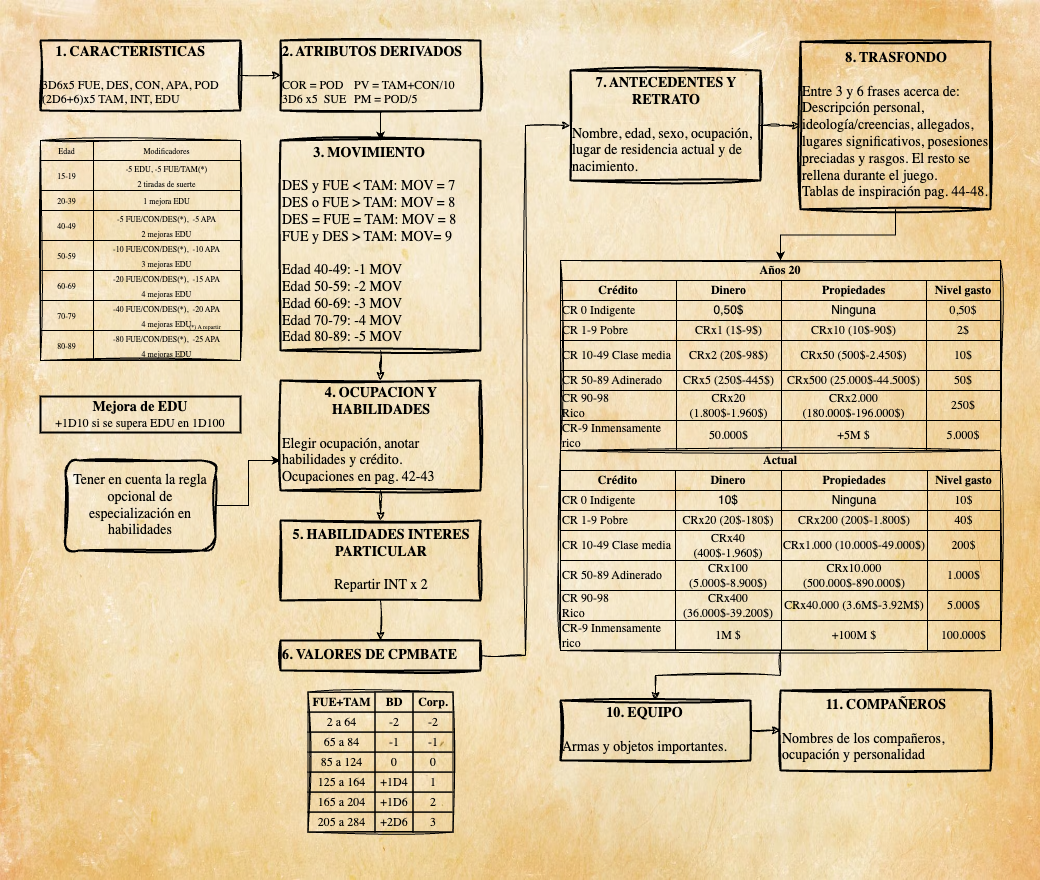 1. CARACTERISTICAS
3D6x5 FUE, DES, CON, APA, POD
(2D6+6)x5 TAM, INT, EDU
2. ATRIBUTOS DERIVADOS
COR = POD PV = TAM+CON/10
3D6 x5 SUE PM = POD/5
Edad Modificadores
15-19 -5 EDU, -5 FUE/TAM(*)
2 tiradas de suerte
20-39 1 mejora EDU
40-49 -5 FUE/CON/DES(*), -5 APA
2 mejoras EDU
50-59 -10 FUE/CON/DES(*), -10 APA
3 mejoras EDU
60-69 -20 FUE/CON/DES(*), -15 APA
4 mejoras EDU
70-79 -40 FUE/CON/DES(*), -20 APA
4 mejoras EDU
(*) A repartir
80-89 -80 FUE/CON/DES(*), -25 APA
4 mejoras EDU
Mejora de EDU
+1D10 si se supera EDU en 1D100
Tener en cuenta la regla
opcional de
especialización en
habilidades
3. MOVIMIENTO
DES y FUE < TAM: MOV = 7
DES o FUE > TAM: MOV = 8
DES = FUE = TAM: MOV = 8
FUE y DES > TAM: MOV= 9
Edad 40-49: -1 MOV
Edad 50-59: -2 MOV
Edad 60-69: -3 MOV
Edad 70-79: -4 MOV
Edad 80-89: -5 MOV
4. OCUPACION Y
HABILIDADES
Elegir ocupación, anotar
habilidades y crédito.
Ocupaciones en pag. 42-43
5. HABILIDADES INTERES
PARTICULAR
Repartir INT x 2
6. VALORES DE CPMBATE
FUE+TAM BD Corp.
2 a 64 -2 -2
65 a 84 -1 -1
85 a 124 0 0
125 a 164 +1D4 1
165 a 204 +1D6 2
205 a 284 +2D6 3
7. ANTECEDENTES Y
RETRATO
Nombre, edad, sexo, ocupación,
lugar de residencia actual y de
nacimiento.
8. TRASFONDO
Entre 3 y 6 frases acerca de:
Descripción personal,
ideología/creencias, allegados,
lugares significativos, posesiones
preciadas y rasgos. El resto se
rellena durante el juego.
Tablas de inspiración pag. 44-48.
Años 20
Crédito Dinero Propiedades Nivel gasto
CR 0 Indigente 0,50$ Ninguna 0,50$
CR 1-9 Pobre CRx1 (1$-9$) CRx10 (10$-90$) 2$
CR 10-49 Clase media CRx2 (20$-98$) CRx50 (500$-2.450$) 10$
CR 50-89 Adinerado CRx5 (250$-445$) CRx500 (25.000$-44.500$) 50$
CR 90-98 CRx20 CRx2.000 250$
Rico (1.800$-1.960$) (180.000$-196.000$)
CR-9 Inmensamente 50.000$ +5M $ 5.000$
rico
Actual
Crédito Dinero Propiedades Nivel gasto
CR 0 Indigente 10$ Ninguna 10$
CR 1-9 Pobre CRx20 (20$-180$) CRx200 (200$-1.800$) 40$
CR 10-49 Clase media CRx40 CRx1.000 (10.000$-49.000$) 200$
(400$-1.960$)
CR 50-89 Adinerado CRx100 CRx10.000 1.000$
(5.000$-8.900$) (500.000$-890.000$)
CR 90-98 CRx400 CRx40.000 (3.6M$-3.92M$) 5.000$
Rico (36.000$-39.200$)
CR-9 Inmensamente 1M $ +100M $ 100.000$
rico
10. EQUIPO
Armas y objetos importantes.
11. COMPAÑEROS
Nombres de los compañeros,
ocupación y personalidad